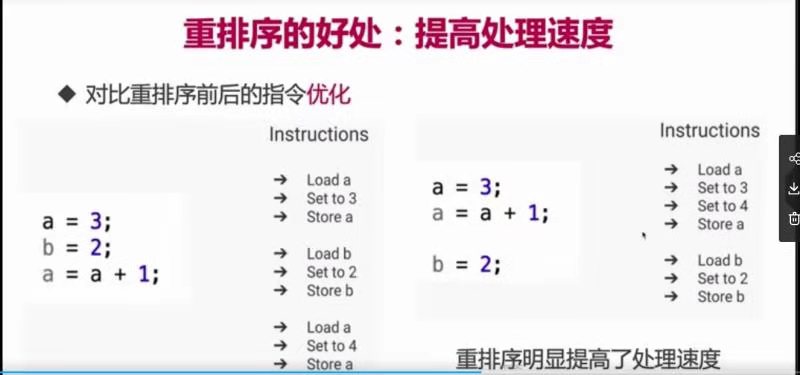 重排序的好处：提高处理速度
◆ 对比重排序前后的指令优化
Instructions
a = 3;
b = 2;
a = a + 1;
→ Load a
→ Set to 3
→ Store a
→ Load b
→ Set to 2
→ Store b
→ Load a
→ Set to 4
→ Store a
Instructions
a = 3;
a = a + 1;
b = 2;
→ Load a
→ Set to 3
→ Set to 4
→ Store a
→ Load b
→ Set to 2
→ Store b
重排序明显提高了处理速度